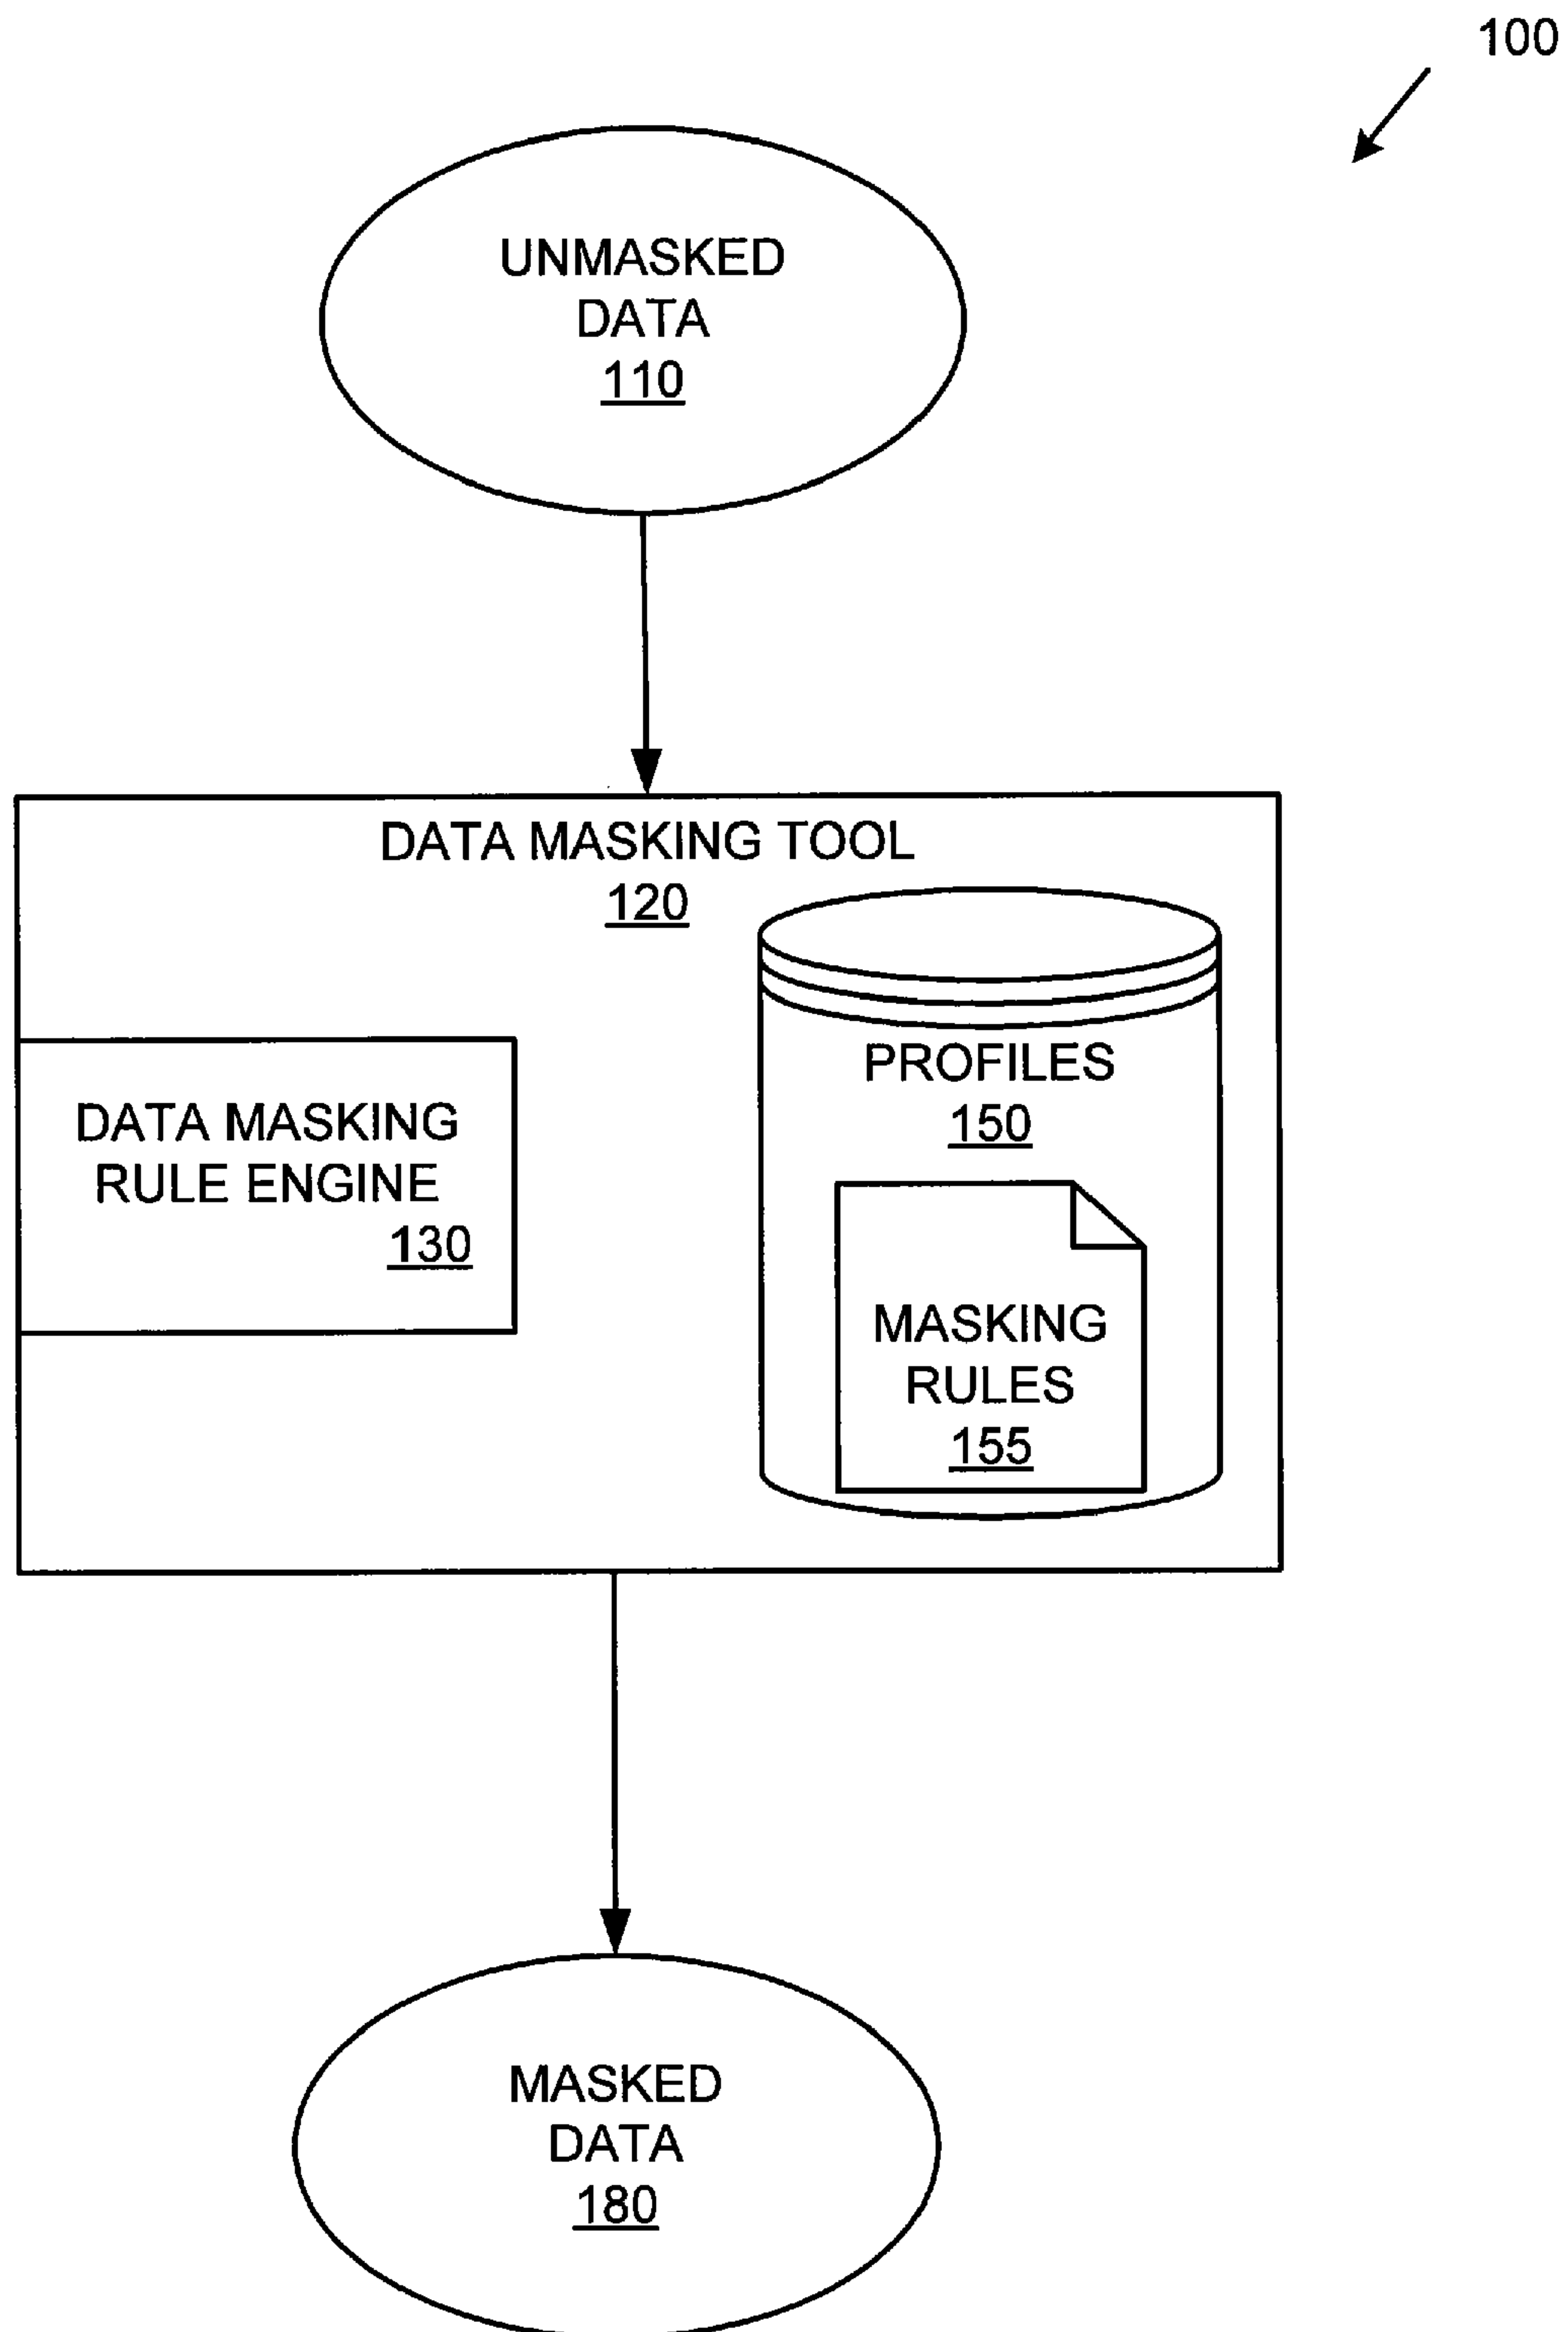 100
UNMASKED
DATA
110
DATA MASKING TOOL
120
PROFILES
150
DATA MASKING
RULE ENGINE
130
MASKING
RULES
155
MASKED
DATA
180